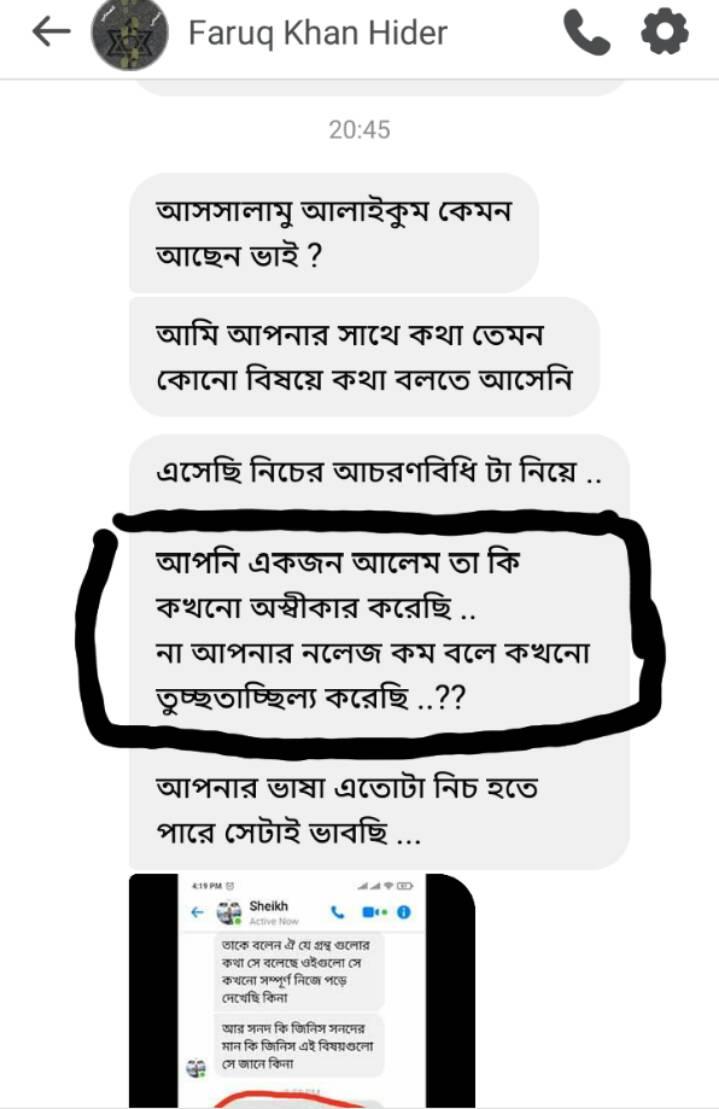 Faruq Khan Hider
20:45
আসসালামু আলাইকুম কেমন
আছেন ভাই ?
আমি আপনার সাথে কথা তেমন
কোনো বিষয়ে কথা বলতে আসেনি
এসেছি নিচের আচরণবিধি টা নিয়ে ..
আপনি একজন আলেম তা কি
কখনো অস্বীকার করেছি ..
না আপনার নলেজ কম বলে কখনো
তুচ্ছতাচ্ছিল্য করেছি ..??
আপনার ভাষা এতোটা নিচ হতে
পারে সেটাই ভাবছি ...
4:19 PM
Sheikh
Active Now
তাকে বলেন ঐ যে গ্রন্থ গুলোর
কথা সে বলেছে ওইগুলো সে
কখনো সম্পূর্ণ নিজে পড়ে
দেখেছি কিনা
আর সনদ কি জিনিস সনদের
মান কি জিনিস এই বিষয়গুলো
সে জানে কিনা